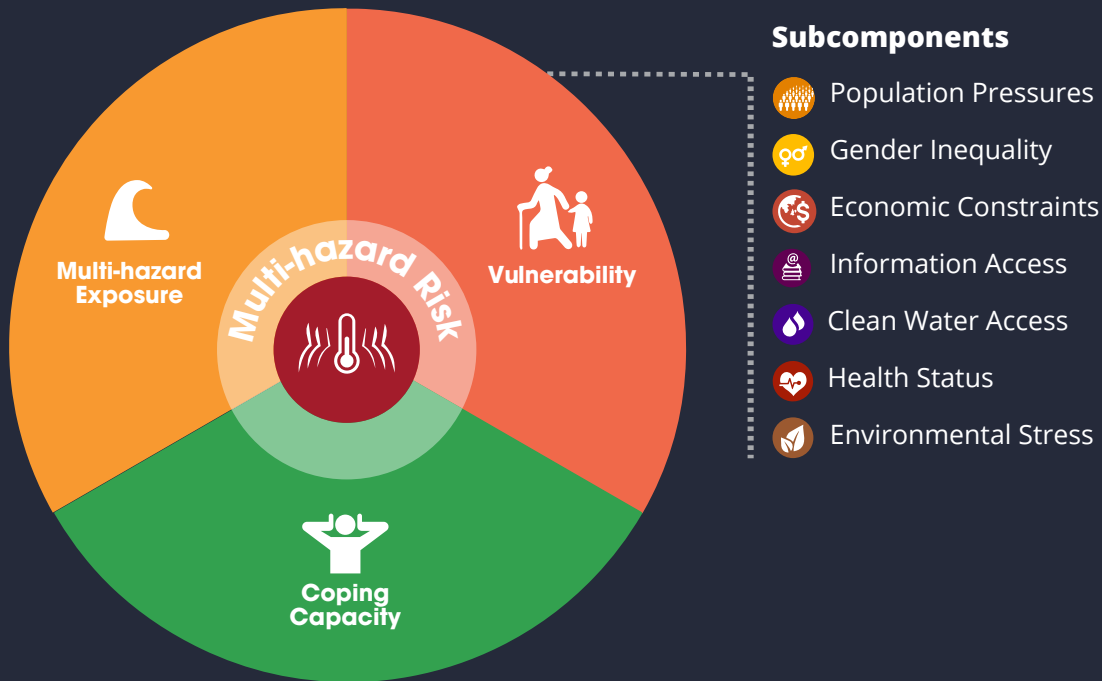 Subcomponents
Population Pressures
Gender Inequality
Economic Constraints
Information Access
Clean Water Access
Health Status
Environmental Stress
Multi-hazard
Exposure
Vulnerability
Multi-hazard Risk
Coping
Capacity
@
$